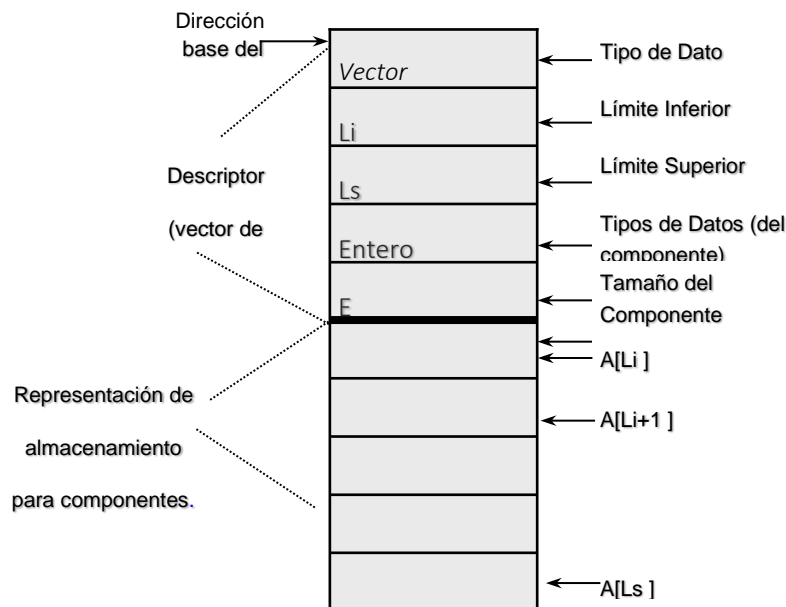 Dirección
base del
Vector
Tipo de Dato
Li
Límite Inferior
Ls
Límite Superior
Descriptor
(vector de
Entero
Tipos de Datos (del
componente)
E
Tamaño del
Componente
A[Li ]
A[Li+1 ]
Representación de
almacenamiento
para componentes.
A[Ls ]